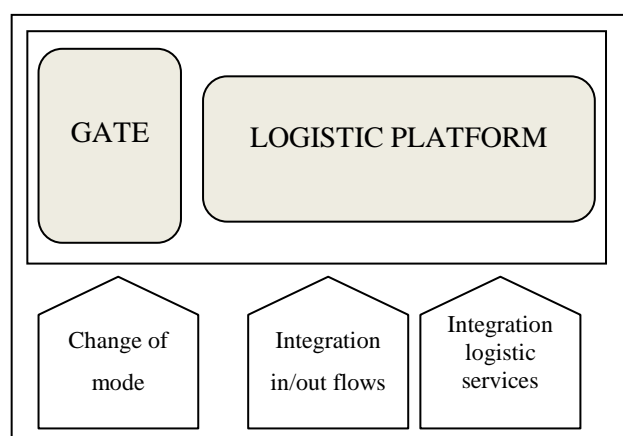 GATE
LOGISTIC PLATFORM
Change of
mode
Integration
in/out flows
Integration
logistic
services